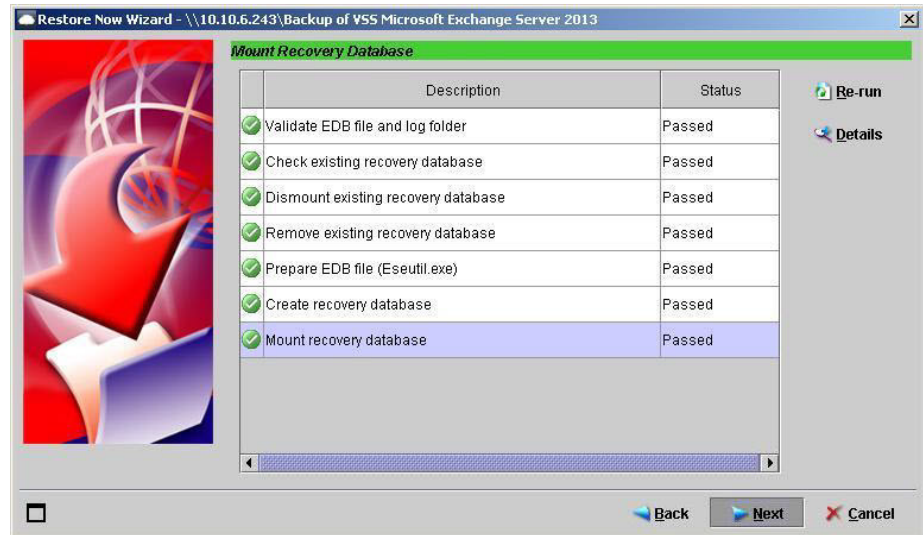 Restore Now Wizard - \\10.10.6.243\Backup of VSS Microsoft Exchange Server 2013
Mount Recovery Database
Description Status
Validate EDB file and log folder Passed
Check existing recovery database Passed
Dismount existing recovery database Passed
Remove existing recovery database Passed
Prepare EDB file (Eseutil.exe) Passed
Create recovery database Passed
Mount recovery database Passed
Re-run
Details
Back Next Cancel